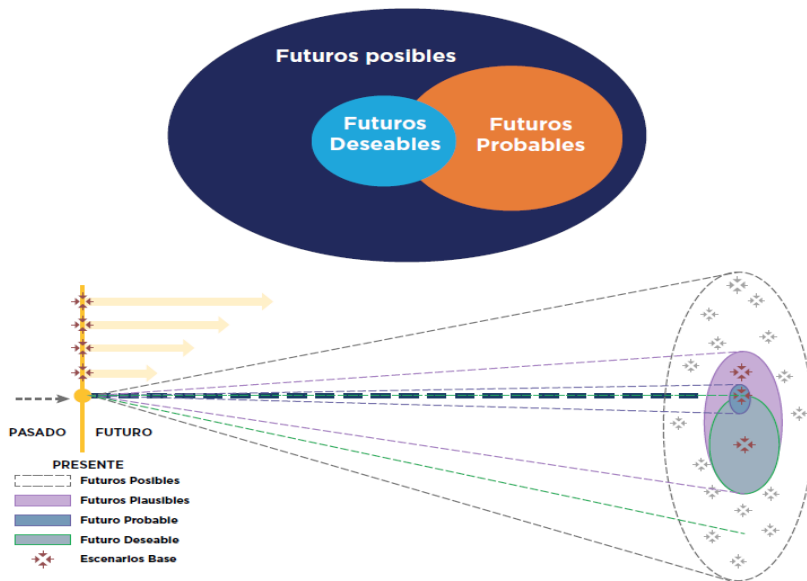 Futuros posibles
Futuros
Deseables
Futuros
Probables
PASADO
FUTURO
PRESENTE
Futuros Posibles
Futuros Plausibles
Futuro Probable
Futuro Deseable
Escenarios Base